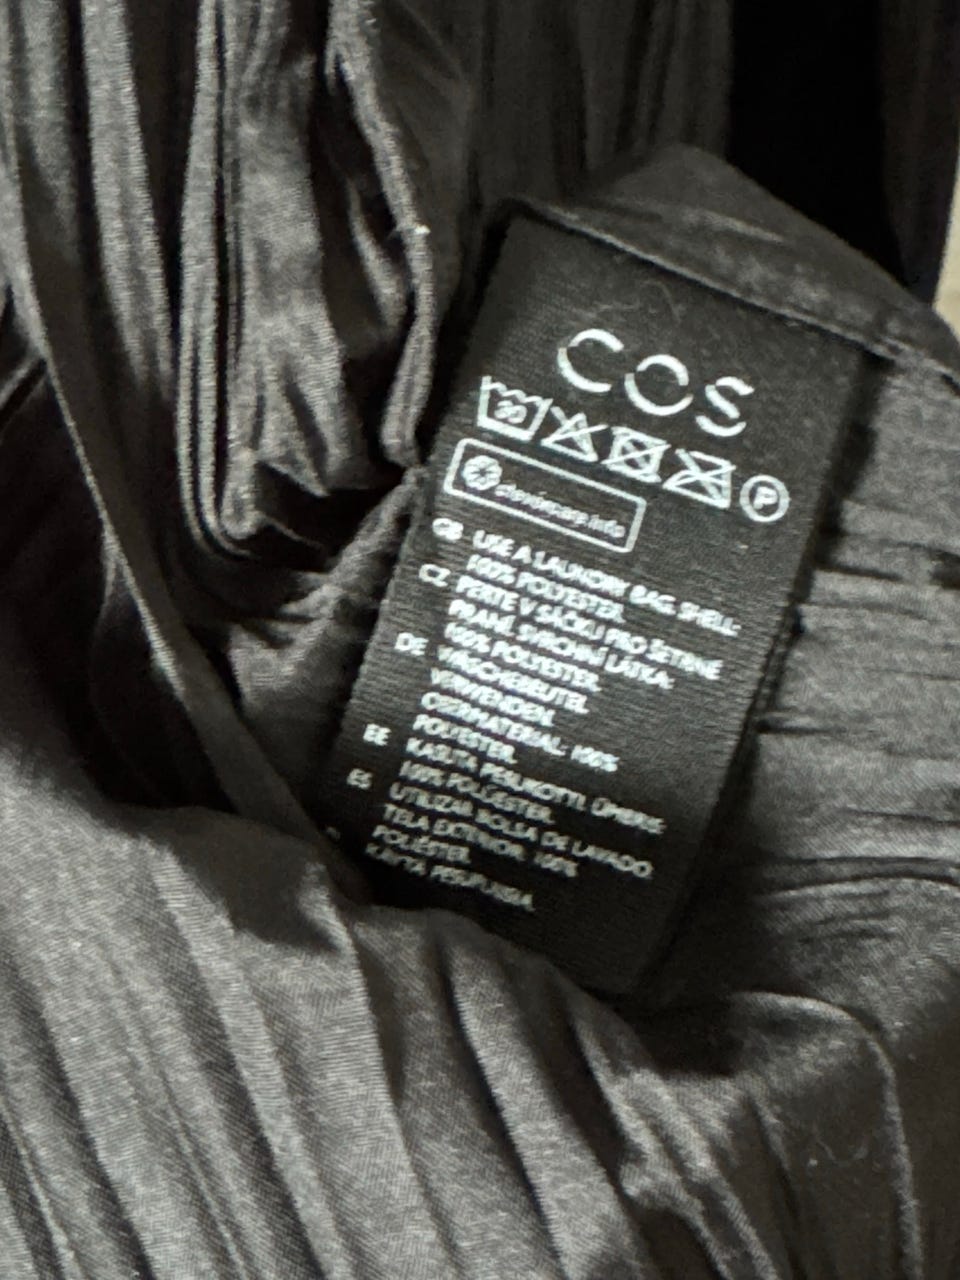 COS
30 P
clevercare.info
GB USE A LAUNDRY BAG. SHELL:
100% POLYESTER.
CZ PERTE V SÁČKU PRO ŠETRNÉ
PRANÍ. SVRCHNÍ LÁTKA:
100% POLYESTER.
DE WÄSCHEBEUTEL
VERWENDEN.
OBERMATERIAL: 100%
POLYESTER.
EE KASUTA PESUKOTTI. ÜMBRIS:
100% POLÜESTER.
ES UTILIZAR BOLSA DE LAVADO.
TELA EXTERIOR: 100%
POLIÉSTER.
KÄYTÄ PESUPUSSIA.